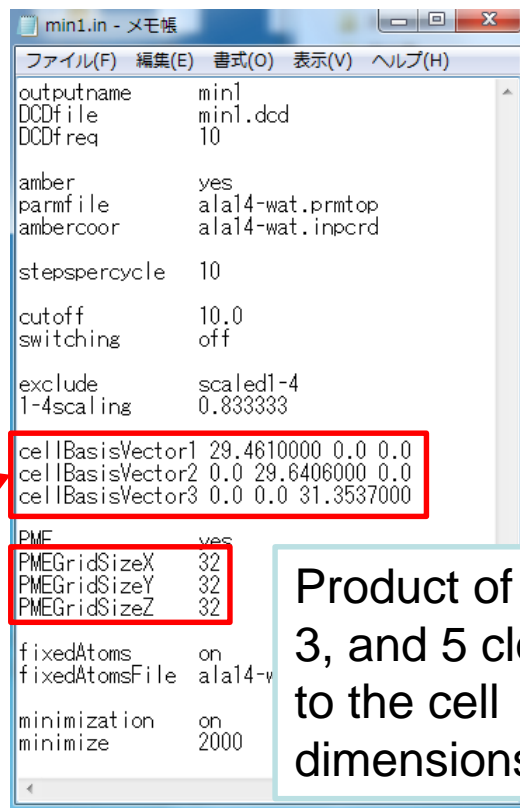 min1.in - メモ帳
ファイル(F) 編集(E) 書式(O) 表示(V) ヘルプ(H)
outputname min1
DCDfile min1.dcd
DCDfreq 10
amber yes
parmfile ala14-wat.prmtop
ambercoor ala14-wat.inpcrd
stepspercycle 10
cutoff 10.0
switching off
exclude scaled1-4
1-4scaling 0.833333
cellBasisVector1 29.4610000 0.0 0.0
cellBasisVector2 0.0 29.6406000 0.0
cellBasisVector3 0.0 0.0 31.3537000
PME yes
PMEGridSizeX 32
PMEGridSizeY 32
PMEGridSizeZ 32
fixedAtoms on
fixedAtomsFile ala14-w
minimization on
minimize 2000
Product of
3, and 5 clo
to the cell
dimensions